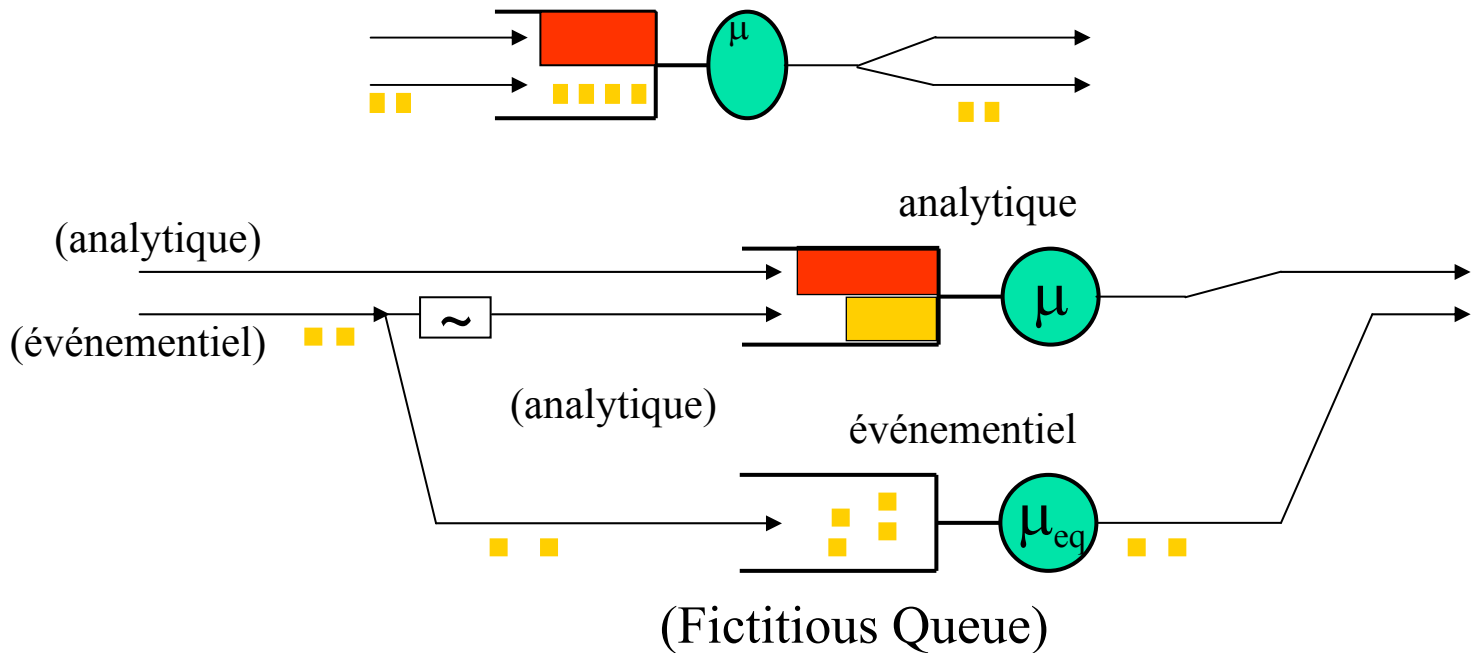 μ
analytique
(analytique)
~
μ
(événementiel)
(analytique)
événementiel
μeq
(Fictitious Queue)